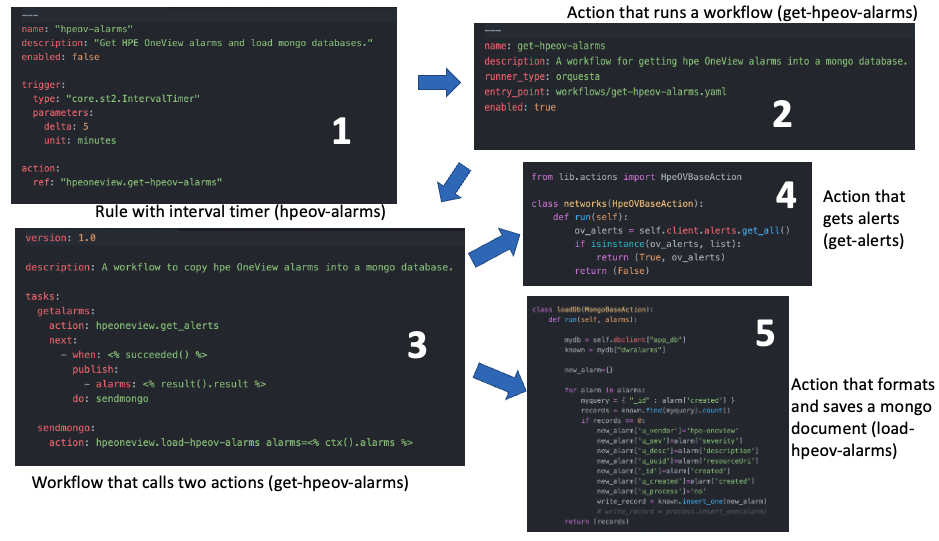 ---
name: "hpeov-alarms"
description: "Get HPE OneView alarms and load mongo databases."
enabled: false
trigger:
type: "core.st2.IntervalTimer"
parameters:
delta: 5
unit: minutes
action:
ref: "hpeoneview.get-hpeov-alarms"
1
Rule with interval timer (hpeov-alarms)
Action that runs a workflow (get-hpeov-alarms)
---
name: get-hpeov-alarms
description: A workflow for getting hpe OneView alarms into a mongo database.
runner_type: orquesta
entry_point: workflows/get-hpeov-alarms.yaml
enabled: true
2
version: 1.0
description: A workflow to copy hpe OneView alarms into a mongo database.
tasks:
getalarms:
action: hpeoneview.get_alerts
next:
- when: <% succeeded() %>
publish:
- alarms: <% result().result %>
do: sendmongo
sendmongo:
action: hpeoneview.load-hpeov-alarms alarms=<% ctx().alarms %>
3
Workflow that calls two actions (get-hpeov-alarms)
from lib.actions import HpeOVBaseAction
class networks(HpeOVBaseAction):
def run(self):
ov_alerts = self.client.alerts.get_all()
if isinstance(ov_alerts, list):
return (True, ov_alerts)
return (False)
4
Action that
gets alerts
(get-alerts)
class loadDb(MongoBaseAction):
def run(self, alarms):
mydb = self.dbclient["app_db"]
known = mydb["dwralarms"]
new_alarm={}
for alarm in alarms:
myquery = { "_id" : alarm['created'] }
records = known.find(myquery).count()
if records == 0:
new_alarm['u_vendor']='hpe-oneview'
new_alarm['u_sev']=alarm['severity']
new_alarm['u_desc']=alarm['description']
new_alarm['u_uuid']=alarm['resourceUri']
new_alarm['_id']=alarm['created']
new_alarm['u_created']=alarm['created']
new_alarm['u_process']='no'
write_record = known.insert_one(new_alarm)
# write_record = process.insert_one(alarm)
return (records)
5
Action that formats
and saves a mongo
document (load-
hpeov-alarms)